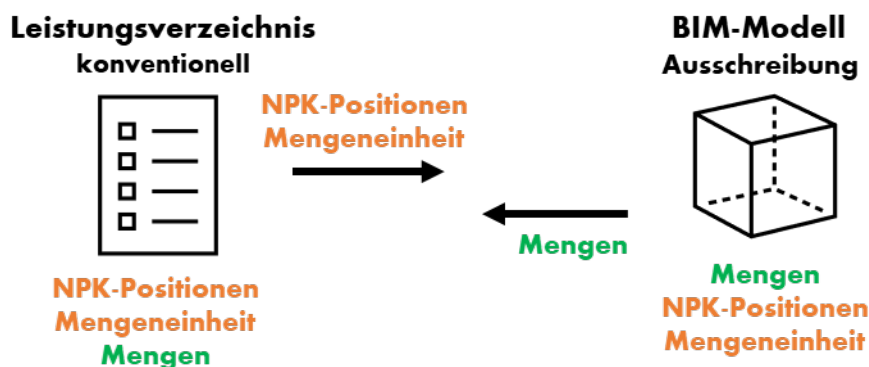 Leistungsverzeichnis
konventionell
NPK-Positionen
Mengeneinheit
NPK-Positionen
Mengeneinheit
Mengen
BIM-Modell
Ausschreibung
Mengen
Mengen
NPK-Positionen
Mengeneinheit